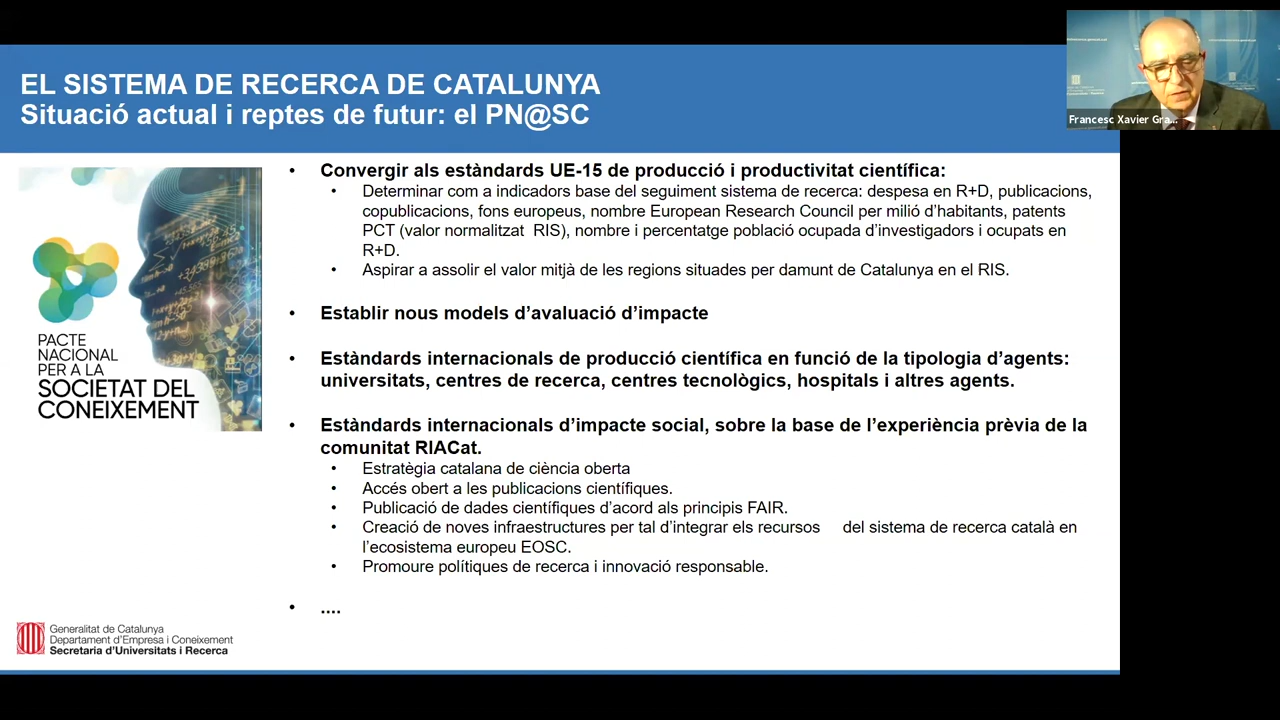 EL SISTEMA DE RECERCA DE CATALUNYA
Situació actual i reptes de futur: el PN@SC
Francesc Xavier Gra...
• Convergir als estàndards UE-15 de producció i productivitat científica:
• Determinar com a indicadors base del seguiment sistema de recerca: despesa en R+D, publicacions,
copublicacions, fons europeus, nombre European Research Council per milió d'habitants, patents
PCT (valor normalitzat RIS), nombre i percentatge població ocupada d'investigadors i ocupats en
R+D.
• Aspirar a assolir el valor mitjà de les regions situades per damunt de Catalunya en el RIS.
• Establir nous models d'avaluació d'impacte
• Estàndards internacionals de producció científica en funció de la tipologia d'agents:
universitats, centres de recerca, centres tecnològics, hospitals i altres agents.
• Estàndards internacionals d'impacte social, sobre la base de l'experiència prèvia de la
comunitat RIACat.
• Estratègia catalana de ciència oberta
• Accés obert a les publicacions científiques.
• Publicació de dades científiques d'acord als principis FAIR.
• Creació de noves infraestructures per tal d'integrar els recursos del sistema de recerca català en
l'ecosistema europeu EOSC.
• Promoure polítiques de recerca i innovació responsable.
• ....
PACTE
NACIONAL
PER A LA
SOCIETAT DEL
CONEIXEMENT
Generalitat de Catalunya
Departament d'Empresa i Coneixement
Secretaria d'Universitats i Recerca